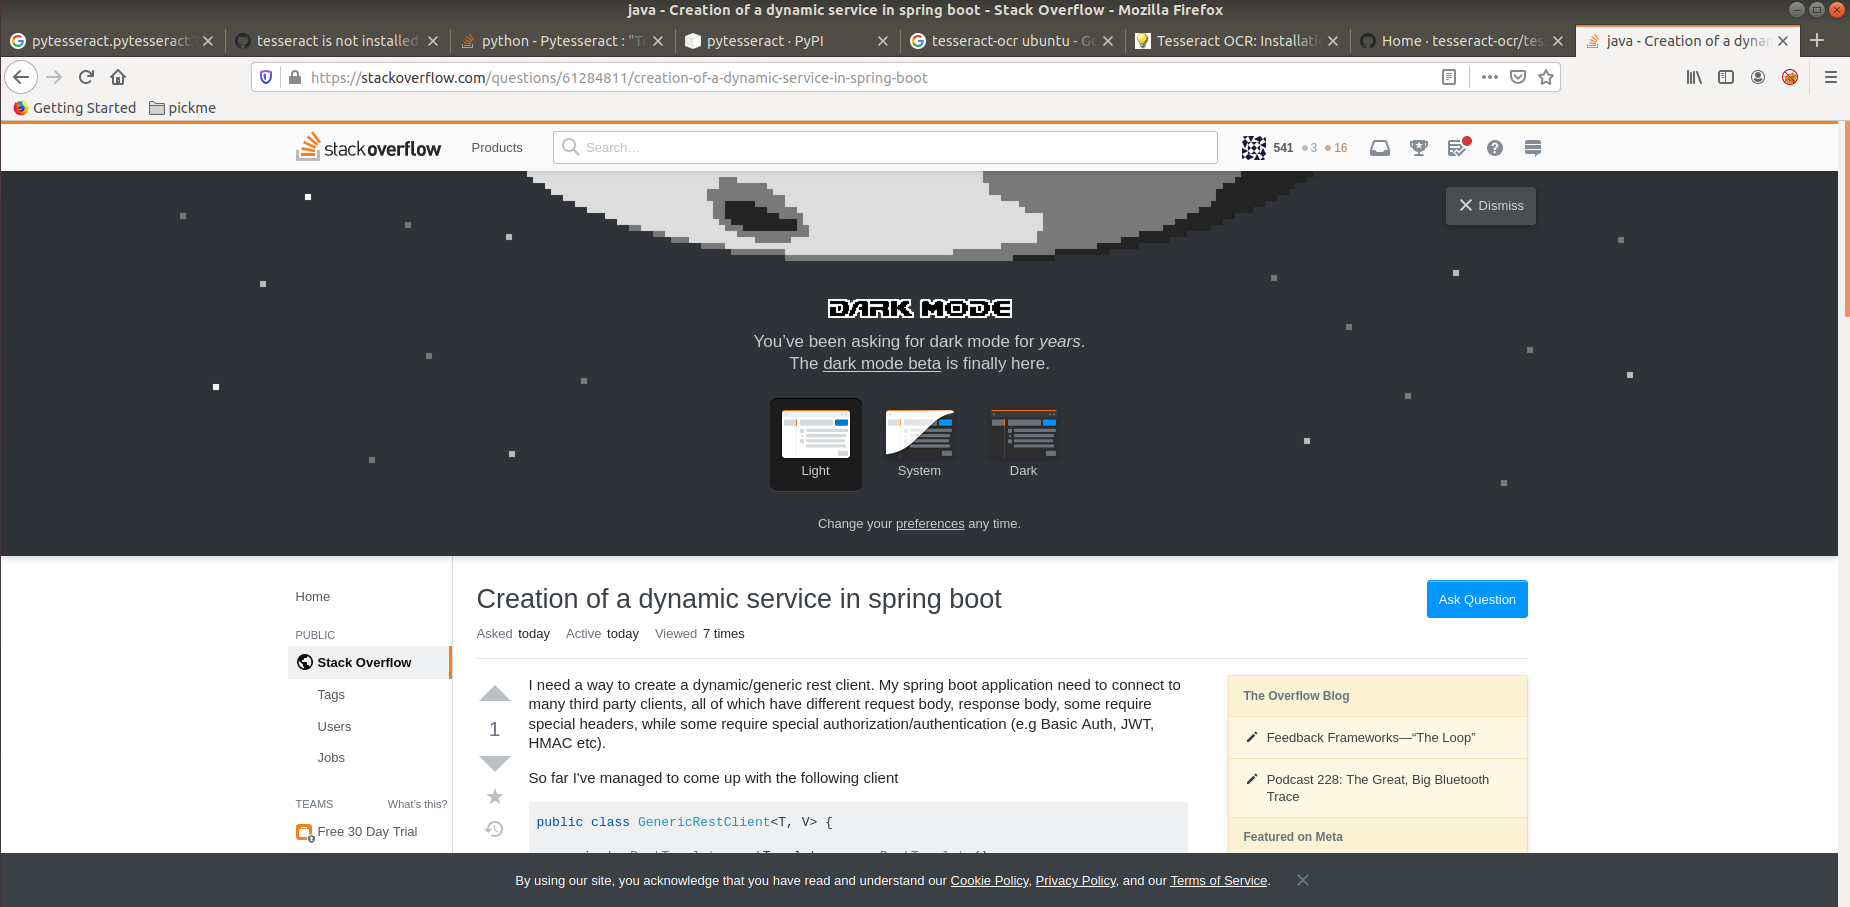 java - Creation of a dynamic service in spring boot - Stack Overflow - Mozilla Firefox
pytesseract.pytesseract.
tesseract is not installed
python - Pytesseract : "Te
pytesseract · PyPI
tesseract-ocr ubuntu - Go
Tesseract OCR: Installati
Home · tesseract-ocr/tes
java - Creation of a dynam
https://stackoverflow.com/questions/61284811/creation-of-a-dynamic-service-in-spring-boot
Getting Started pickme
stackoverflow Products Search… 541 3 16
Dismiss
DARK MODE
You’ve been asking for dark mode for years.
The dark mode beta is finally here.
Light System Dark
Change your preferences any time.
Home
PUBLIC
Stack Overflow
Tags
Users
Jobs
TEAMS What’s this?
Free 30 Day Trial
Creation of a dynamic service in spring boot
Ask Question
Asked today Active today Viewed 7 times
1
I need a way to create a dynamic/generic rest client. My spring boot application need to connect to
many third party clients, all of which have different request body, response body, some require
special headers, while some require special authorization/authentication (e.g Basic Auth, JWT,
HMAC etc).
So far I've managed to come up with the following client
public class GenericRestClient<T, V> {
The Overflow Blog
Feedback Frameworks—“The Loop”
Podcast 228: The Great, Big Bluetooth
Trace
Featured on Meta
By using our site, you acknowledge that you have read and understand our Cookie Policy, Privacy Policy, and our Terms of Service.